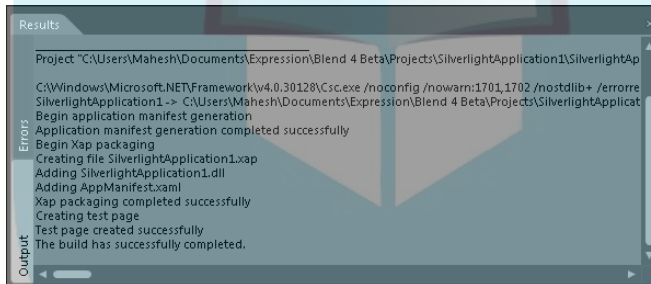 Results
Project "C:\Users\Mahesh\Documents\Expression\Blend 4 Beta\Projects\SilverlightApplication1\SilverlightAp
C:\Windows\Microsoft.NET\Framework\v4.0.30128\Csc.exe /noconfig /nowarn:1701,1702 /nostdlib+ /errorre
SilverlightApplication1 -> C:\Users\Mahesh\Documents\Expression\Blend 4 Beta\Projects\SilverlightApplicat
Begin application manifest generation
Application manifest generation completed successfully
Begin Xap packaging
Creating file SilverlightApplication1.xap
Adding SilverlightApplication1.dll
Adding AppManifest.xaml
Xap packaging completed successfully
Creating test page
Test page created successfully
The build has successfully completed.
Errors
Output